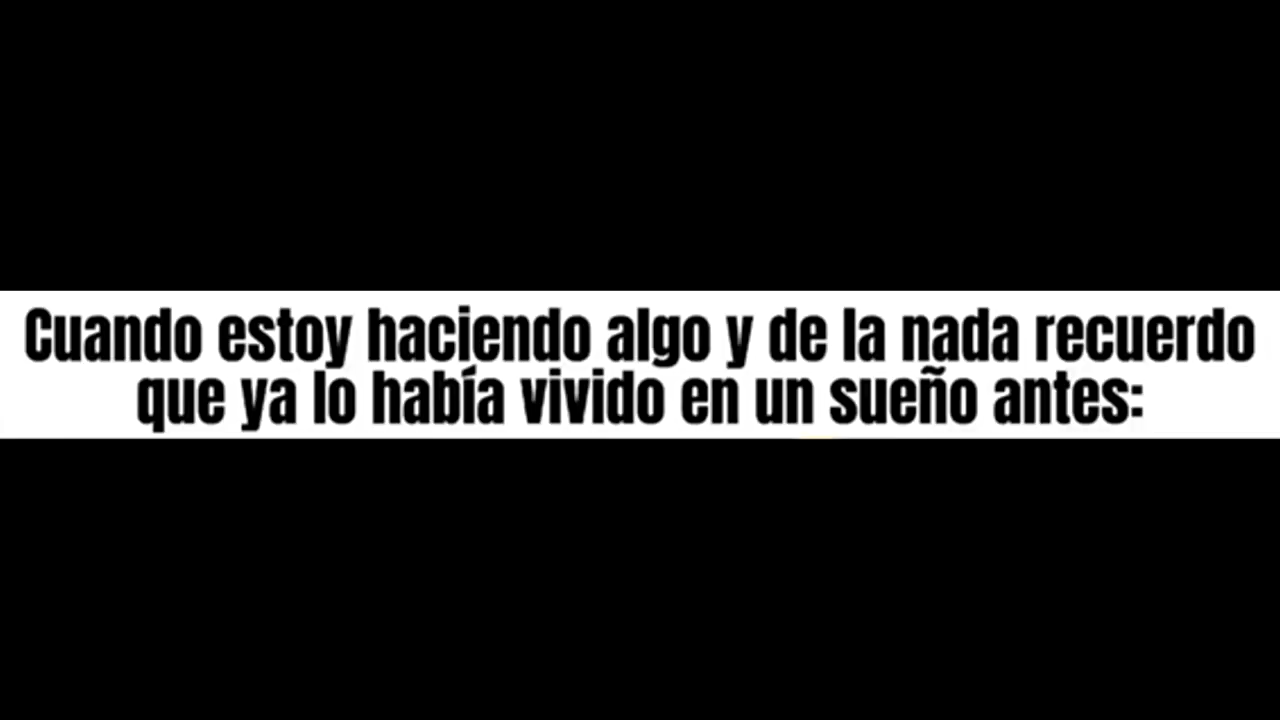 Cuando estoy haciendo algo y de la nada recuerdo
que ya lo había vivido en un sueño antes: